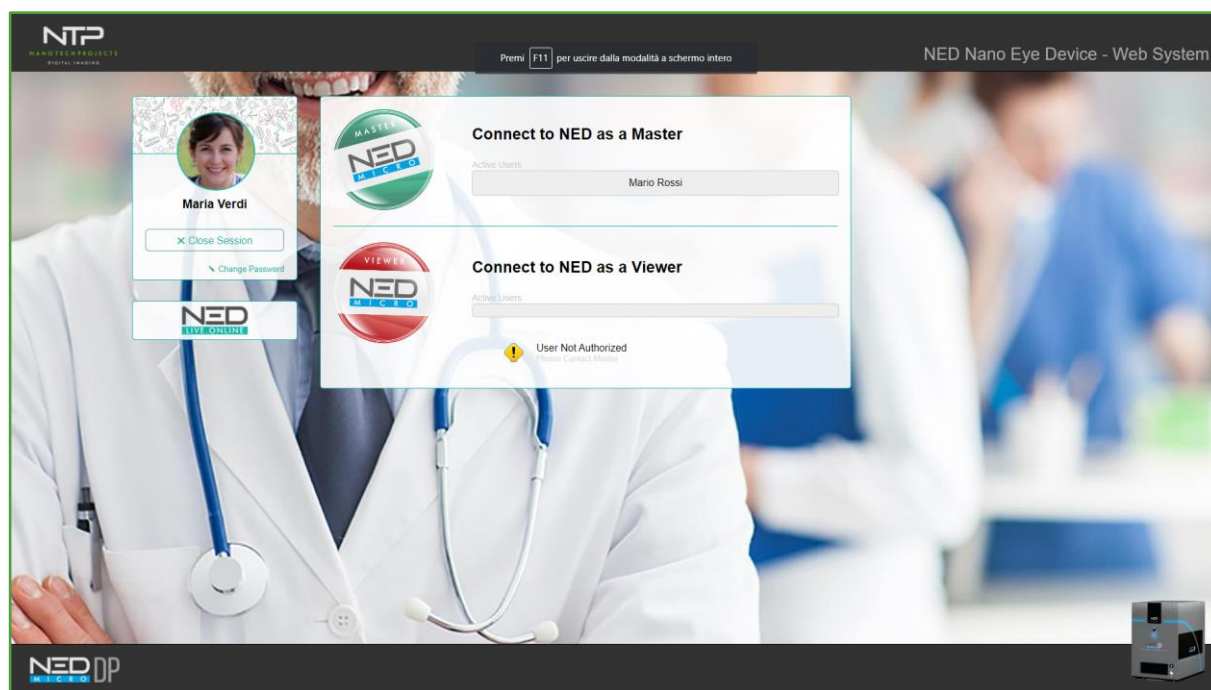 NTP
NANOTECH PROJECTS
DIGITAL IMAGING
Premi F11 per uscire dalla modalità a schermo intero
NED Nano Eye Device - Web System
Maria Verdi
Close Session
Change Password
NED
LIVE ONLINE
MASTER
NED
MICRO
Connect to NED as a Master
Active Users
Mario Rossi
VIEWER
NED
MICRO
Connect to NED as a Viewer
Active Users
User Not Authorized
Please Contact Master
NED DP
MICRO